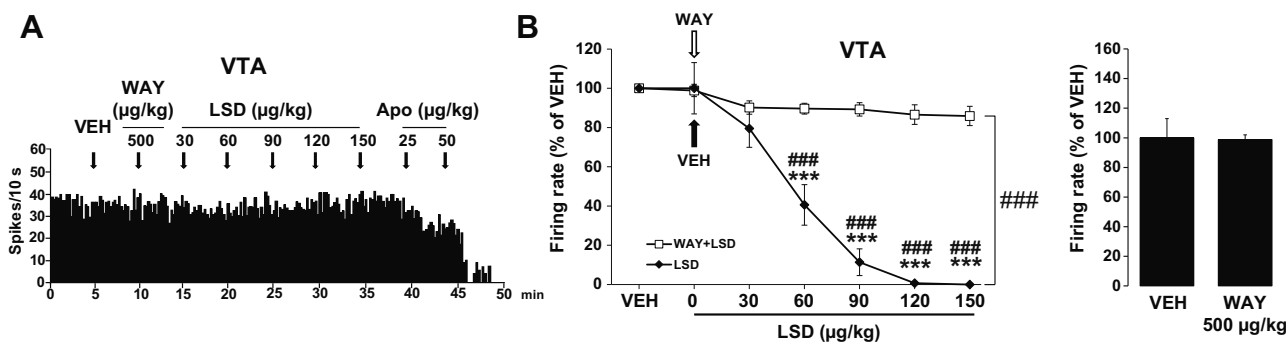 A
VTA
WAY
(µg/kg)
LSD (µg/kg)
Apo (µg/kg)
VEH
500
30
60
90
120
150
25
50
Spikes/10 s
60
50
40
30
20
10
0
0
5
10
15
20
25
30
35
40
45
50
min
B
WAY
VTA
Firing rate (% of VEH)
120
100
80
60
40
20
0
VEH
###
***
###
***
###
***
###
***
###
WAY+LSD
LSD
VEH
0
30
60
90
120
150
LSD (µg/kg)
Firing rate (% of VEH)
160
140
120
100
80
60
40
20
0
VEH
WAY
500 µg/kg